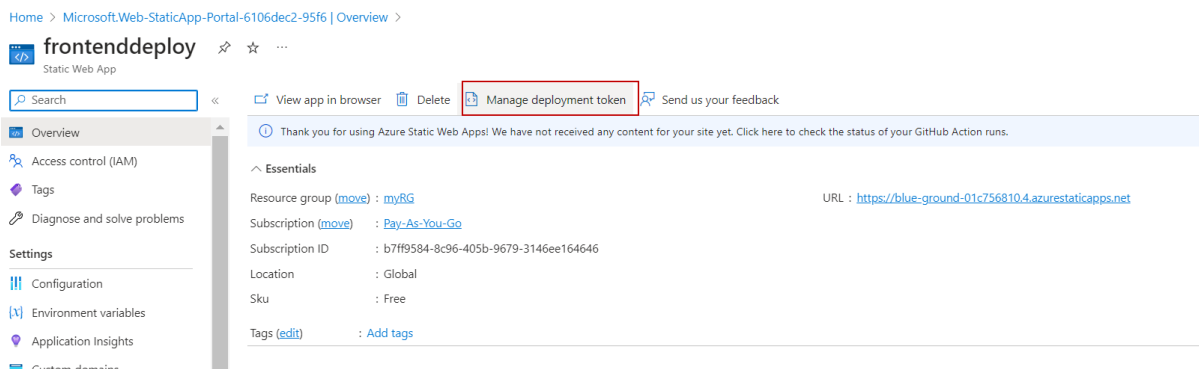 Home > Microsoft.Web-StaticApp-Portal-6106dec2-95f6 | Overview >
frontenddeploy
Static Web App
Search
View app in browser Delete Manage deployment token Send us your feedback
Overview
Thank you for using Azure Static Web Apps! We have not received any content for your site yet. Click here to check the status of your GitHub Action runs.
Access control (IAM)
Tags
Diagnose and solve problems
Settings
Configuration
Environment variables
Application Insights
Custom domains
Essentials
Resource group (move) : myRG
URL : https://blue-ground-01c756810.4.azurestaticapps.net
Subscription (move) : Pay-As-You-Go
Subscription ID : b7ff9584-8c96-405b-9679-3146ee164646
Location : Global
Sku : Free
Tags (edit) : Add tags